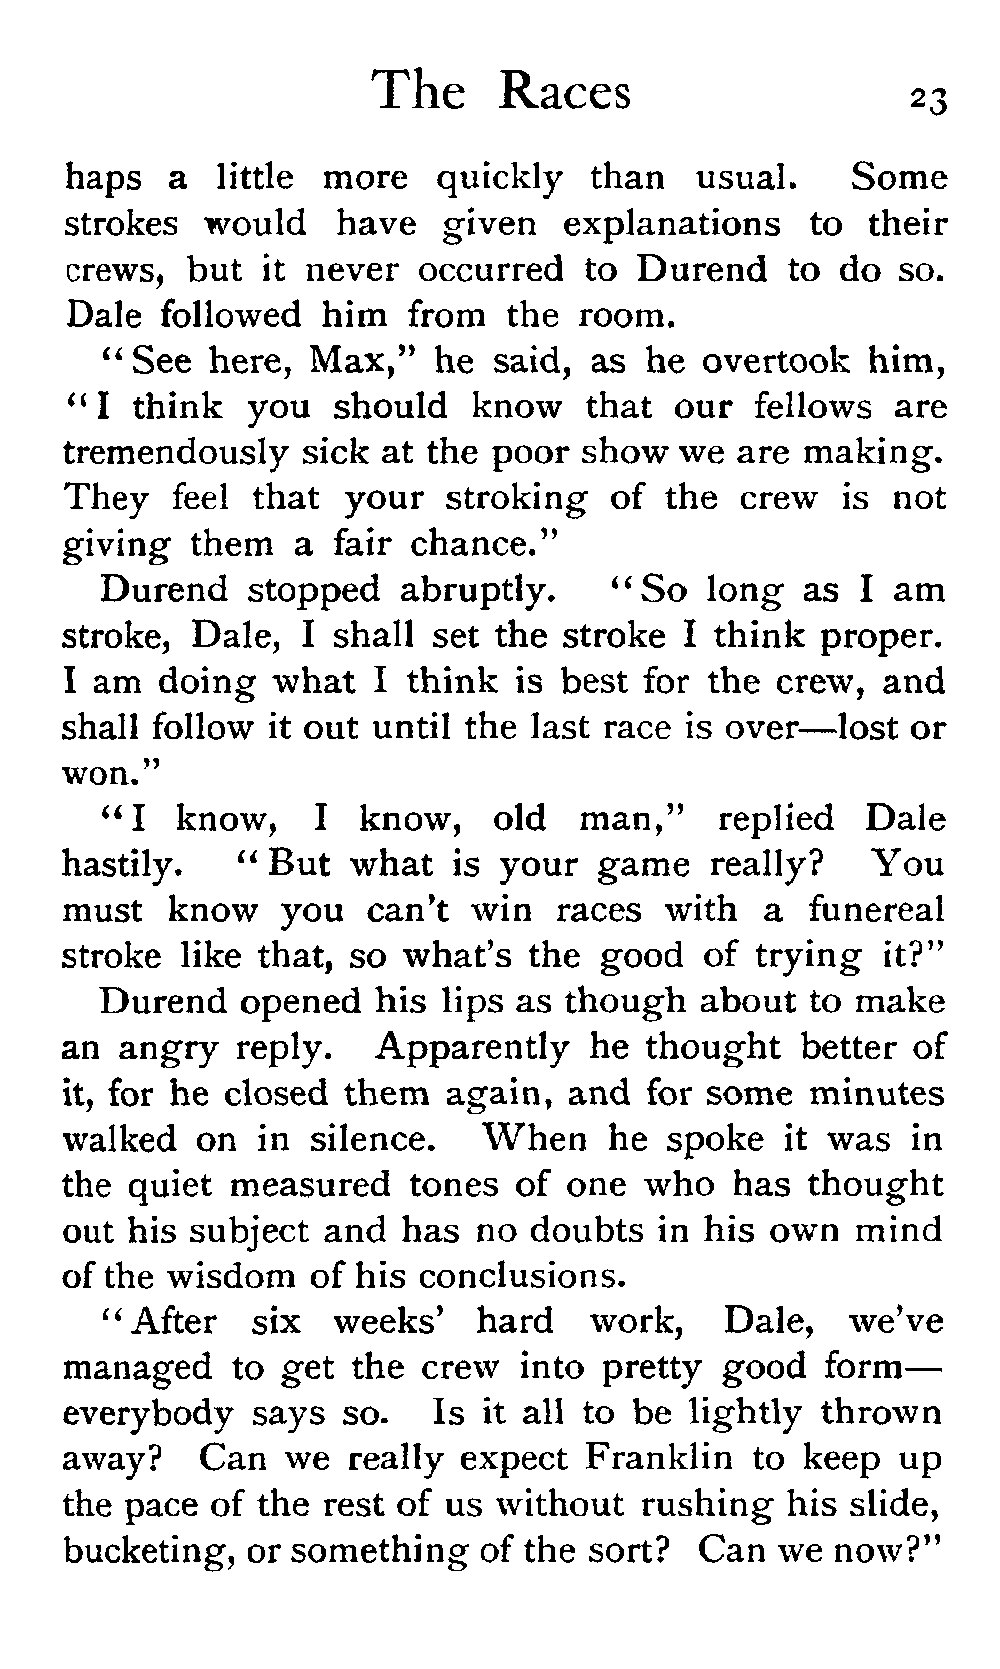 The Races 23
haps a little more quickly than usual. Some
strokes would have given explanations to their
crews, but it never occurred to Durend to do so.
Dale followed him from the room.
“See here, Max,” he said, as he overtook him,
“I think you should know that our fellows are
tremendously sick at the poor show we are making.
They feel that your stroking of the crew is not
giving them a fair chance.”
Durend stopped abruptly. “So long as I am
stroke, Dale, I shall set the stroke I think proper.
I am doing what I think is best for the crew, and
shall follow it out until the last race is over—lost or
won.”
“I know, I know, old man,” replied Dale
hastily. “But what is your game really? You
must know you can’t win races with a funereal
stroke like that, so what’s the good of trying it?”
Durend opened his lips as though about to make
an angry reply. Apparently he thought better of
it, for he closed them again, and for some minutes
walked on in silence. When he spoke it was in
the quiet measured tones of one who has thought
out his subject and has no doubts in his own mind
of the wisdom of his conclusions.
“After six weeks’ hard work, Dale, we’ve
managed to get the crew into pretty good form—
everybody says so. Is it all to be lightly thrown
away? Can we really expect Franklin to keep up
the pace of the rest of us without rushing his slide,
bucketing, or something of the sort? Can we now?”